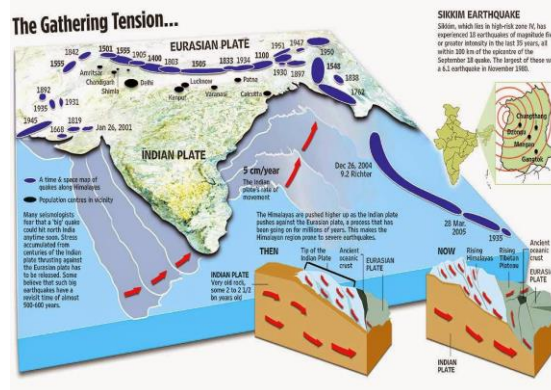 The Gathering Tension...
SIKKIM EARTHQUAKE
Sikkim, which lies in high-risk zone IV, has
experienced 18 earthquakes of magnitude
or greater intensity in the last 35 years, all
within 100 km of the epicentre of the
September 18 quake. The largest of these
a 6.1 earthquake in November 1980.
EURASIAN PLATE
1842
1501
1555
1905
1400
1803
1505
1833
1934
1100
1951
1947
1950
1555
1930
1548
1838
1762
Amritsar
Chandigarh
Shimla
Delhi
Lucknow
Kanpur
Varanasi
Patna
Calcutta
1892
1935
1931
1945
1668
1819
Jan 26, 2001
INDIAN PLATE
5 cm/year
The Indian
plate's rate of
movement
Dec 26, 2004
9.2 Richter
28 Mar.
2005
1935
Changthang
Dzongu
Mangan
Gangtok
A time & space map of
quakes along Himalayas
Population centres in vicinity
Many seismologists
fear that a 'big' quake
could hit north India
anytime soon. Stress
accumulated from
centuries of the Indian
plate thrusting against
the Eurasian plate has
to be released. Some
believe that such big
earthquakes have a
revisit time of almost
500-600 years.
The Himalayas are pushed higher up as the Indian plate
pushes against the Eurasian plate, a process that has
been going on for millions of years. This makes the
Himalayan region prone to severe earthquakes.
THEN
Tip of the
Indian Plate
Ancient
oceanic
crust
EURASIAN
PLATE
INDIAN PLATE
Very old rock,
some 2 to 2 1/2
bn years old
NOW
Rising
Himalayas
Rising
Tibetan
Plateau
Ancient
oceanic
crust
INDIAN
PLATE